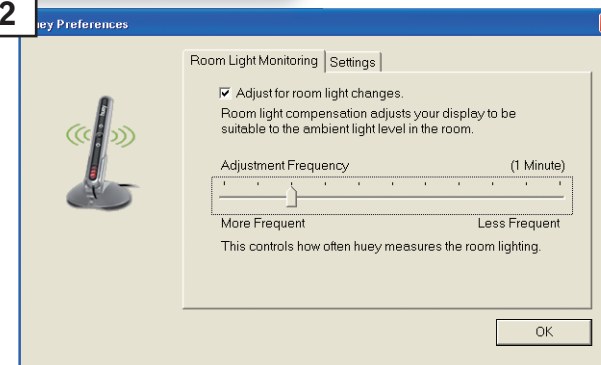 2
uey Preferences
Room Light Monitoring
Settings
Adjust for room light changes.
Room light compensation adjusts your display to be
suitable to the ambient light level in the room.
Adjustment Frequency
(1 Minute)
More Frequent
Less Frequent
This controls how often huey measures the room lighting.
OK
huey